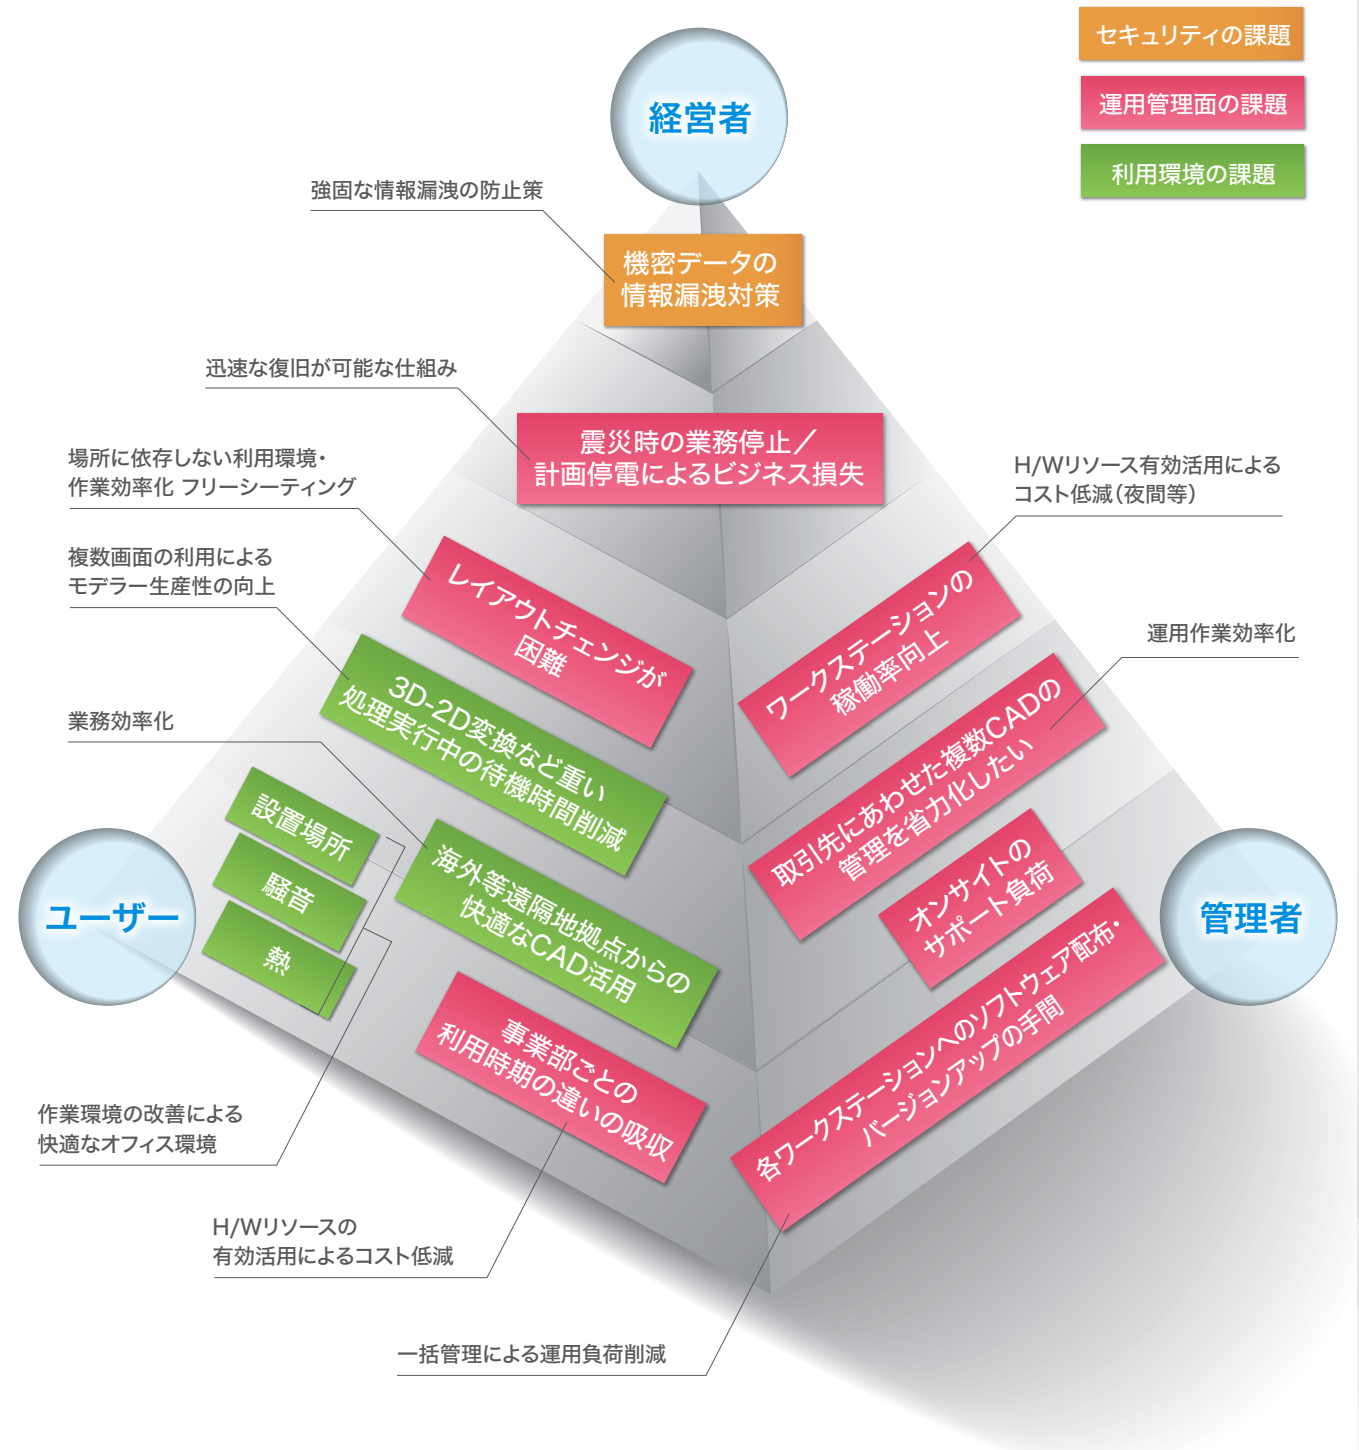 セキュリティの課題
運用管理面の課題
利用環境の課題
経営者
強固な情報漏洩の防止策
機密データの
情報漏洩対策
迅速な復旧が可能な仕組み
震災時の業務停止／
計画停電によるビジネス損失
場所に依存しない利用環境・
作業効率化 フリーシーティング
H/Wリソース有効活用による
コスト低減（夜間等）
複数画面の利用による
モデラー生産性の向上
レイアウトチェンジが
困難
ワークステーションの
稼働率向上
運用作業効率化
3D-2D変換など重い
処理実行中の待機時間削減
取引先にあわせた複数CADの
管理を省力化したい
業務効率化
設置場所
騒音
熱
海外等遠隔地拠点からの
快適なCAD活用
オンサイトの
サポート負荷
ユーザー
管理者
事業部ごとの
利用時期の違いの吸収
各ワークステーションへのソフトウェア配布・
バージョンアップの手間
作業環境の改善による
快適なオフィス環境
H/Wリソースの
有効活用によるコスト低減
一括管理による運用負荷削減